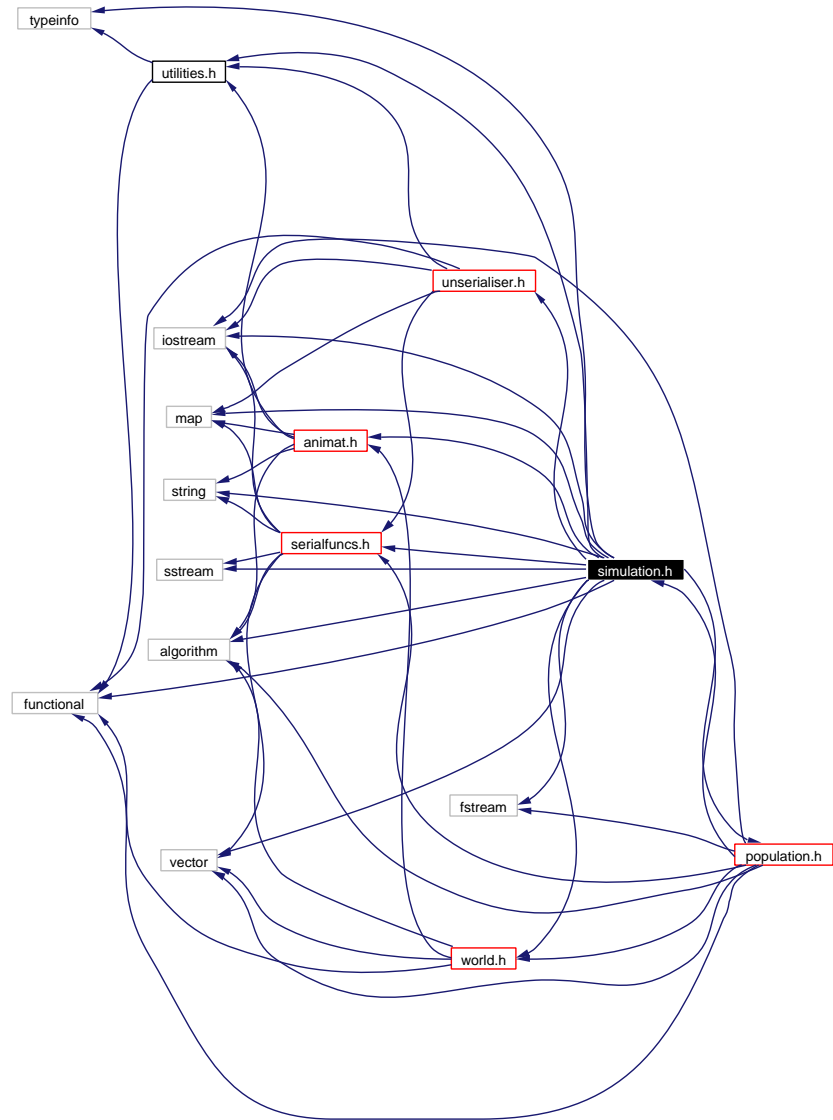 typeinfo
utilities.h
unserialiser.h
iostream
map
animat.h
string
serialfuncs.h
sstream
simulation.h
algorithm
functional
fstream
vector
population.h
world.h